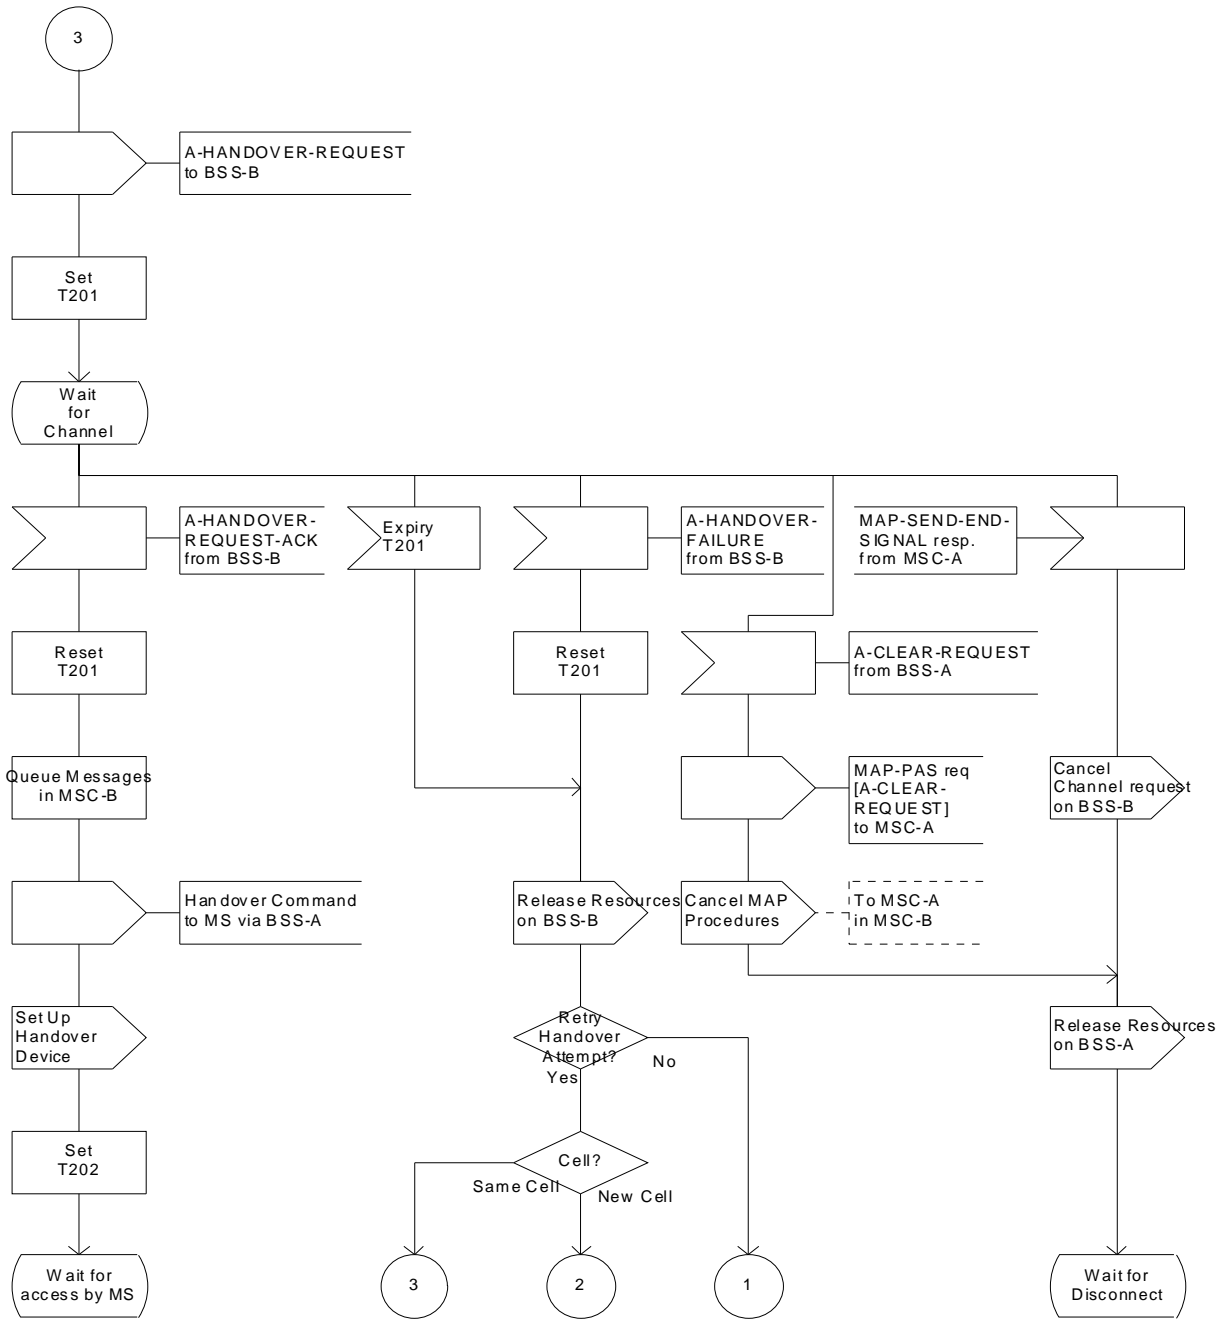 3
A-HANDOVER-REQUEST
to BSS-B
Set
T201
Wait
for
Channel
A-HANDOVER-
REQUEST-ACK
from BSS-B
Expiry
T201
A-HANDOVER-
FAILURE
from BSS-B
MAP-SEND-END-
SIGNAL resp.
from MSC-A
Reset
T201
Reset
T201
A-CLEAR-REQUEST
from BSS-A
Queue Messages
in MSC-B
MAP-PAS req
[A-CLEAR-
REQUEST]
to MSC-A
Cancel
Channel request
on BSS-B
Handover Command
to MS via BSS-A
Release Resources
on BSS-B
Cancel MAP
Procedures
To MSC-A
in MSC-B
Set Up
Handover
Device
Retry
Handover
Attempt?
Yes
No
Release Resources
on BSS-A
Set
T202
Cell?
Same Cell
New Cell
Wait for
access by MS
3
2
1
Wait for
Disconnect